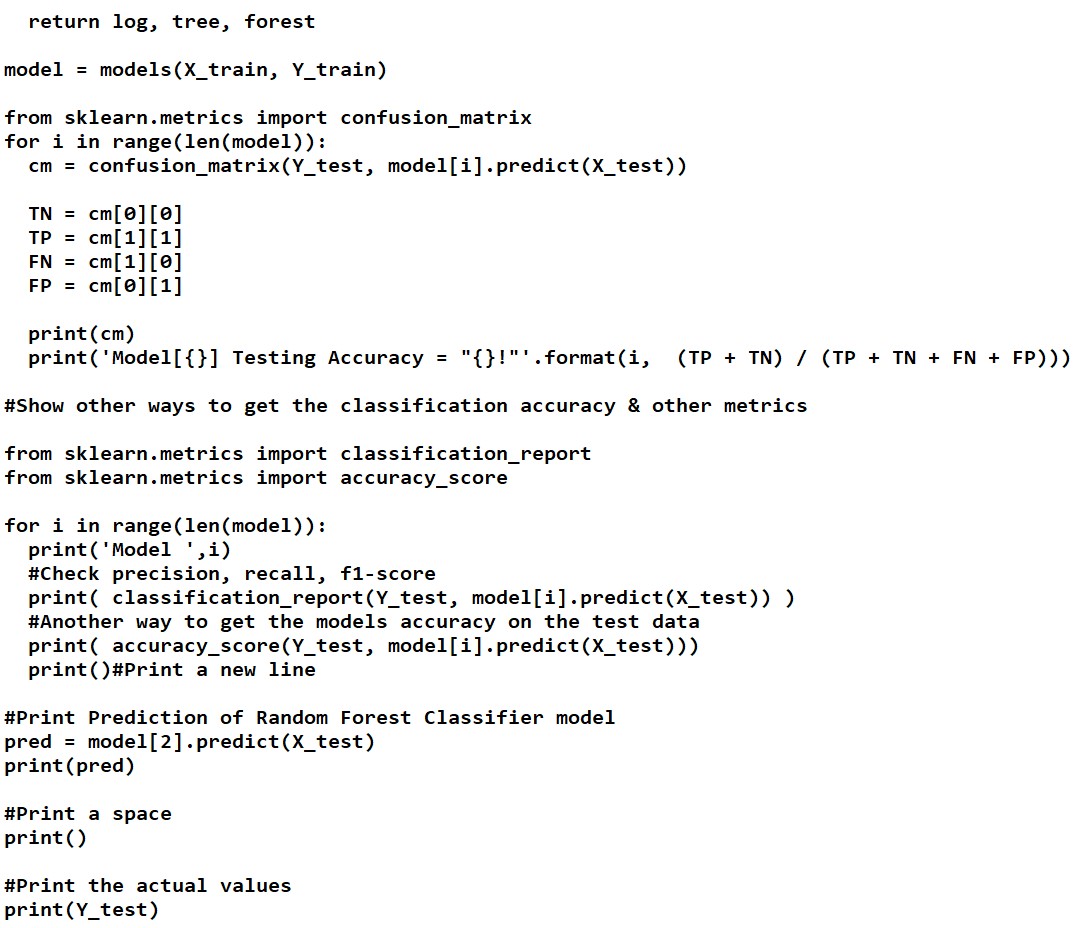 return log, tree, forest

model = models(X_train, Y_train)

from sklearn.metrics import confusion_matrix
for i in range(len(model)):
  cm = confusion_matrix(Y_test, model[i].predict(X_test))

  TN = cm[0][0]
  TP = cm[1][1]
  FN = cm[1][0]
  FP = cm[0][1]

  print(cm)
  print('Model[{}] Testing Accuracy = "{}!"'.format(i,  (TP + TN) / (TP + TN + FN + FP)))

#Show other ways to get the classification accuracy & other metrics

from sklearn.metrics import classification_report
from sklearn.metrics import accuracy_score

for i in range(len(model)):
  print('Model ',i)
  #Check precision, recall, f1-score
  print( classification_report(Y_test, model[i].predict(X_test)) )
  #Another way to get the models accuracy on the test data
  print( accuracy_score(Y_test, model[i].predict(X_test)))
  print()#Print a new line

#Print Prediction of Random Forest Classifier model
pred = model[2].predict(X_test)
print(pred)

#Print a space
print()

#Print the actual values
print(Y_test)